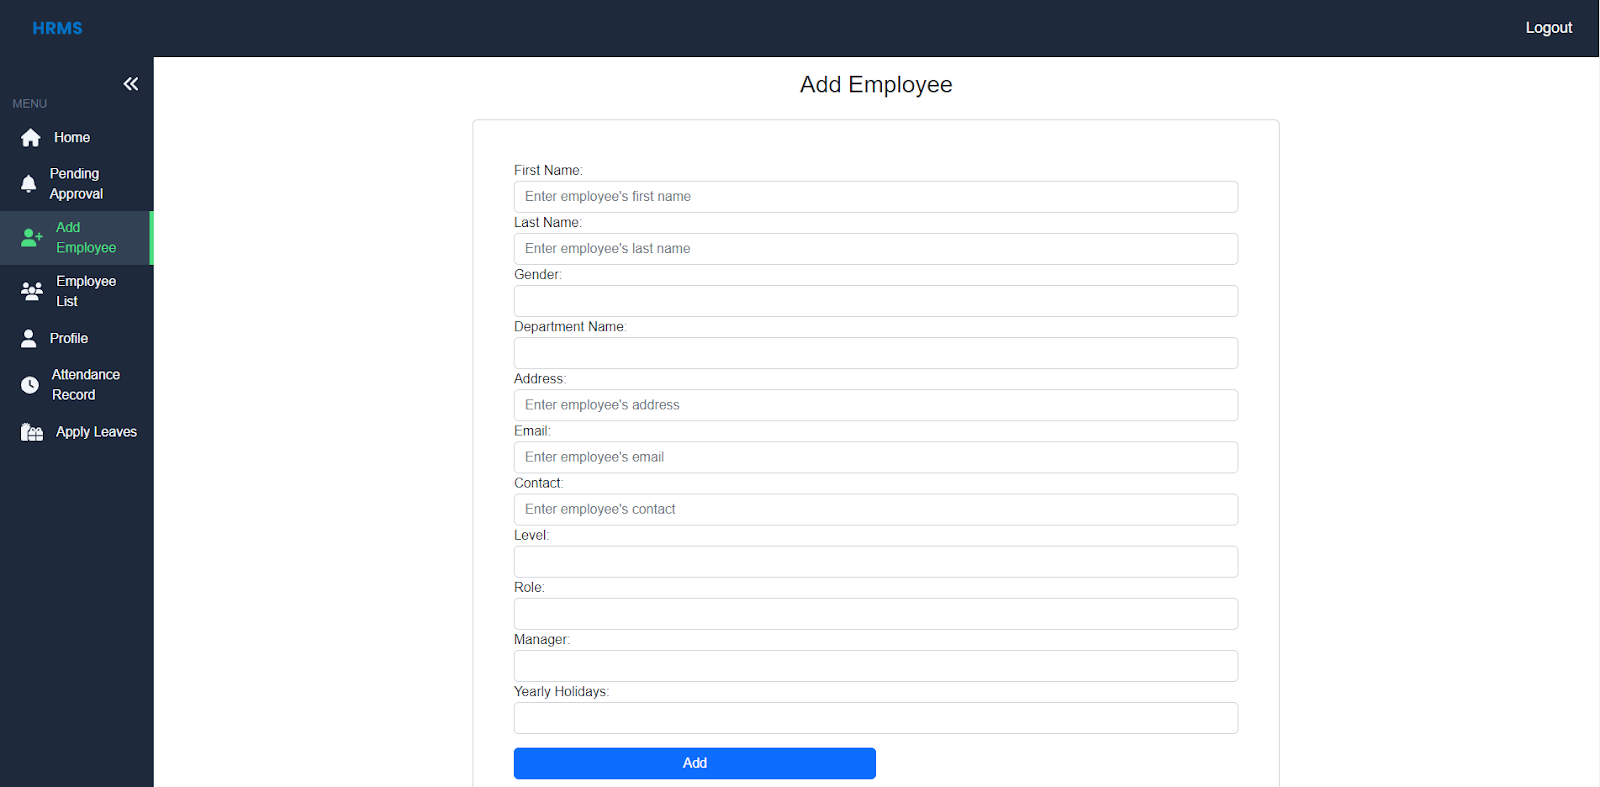 HRMS
Logout
MENU
Home
Pending
Approval
Add
Employee
Employee
List
Profile
Attendance
Record
Apply Leaves
Add Employee
First Name:
Enter employee's first name
Last Name:
Enter employee's last name
Gender:
Department Name:
Address:
Enter employee's address
Email:
Enter employee's email
Contact:
Enter employee's contact
Level:
Role:
Manager:
Yearly Holidays:
Add